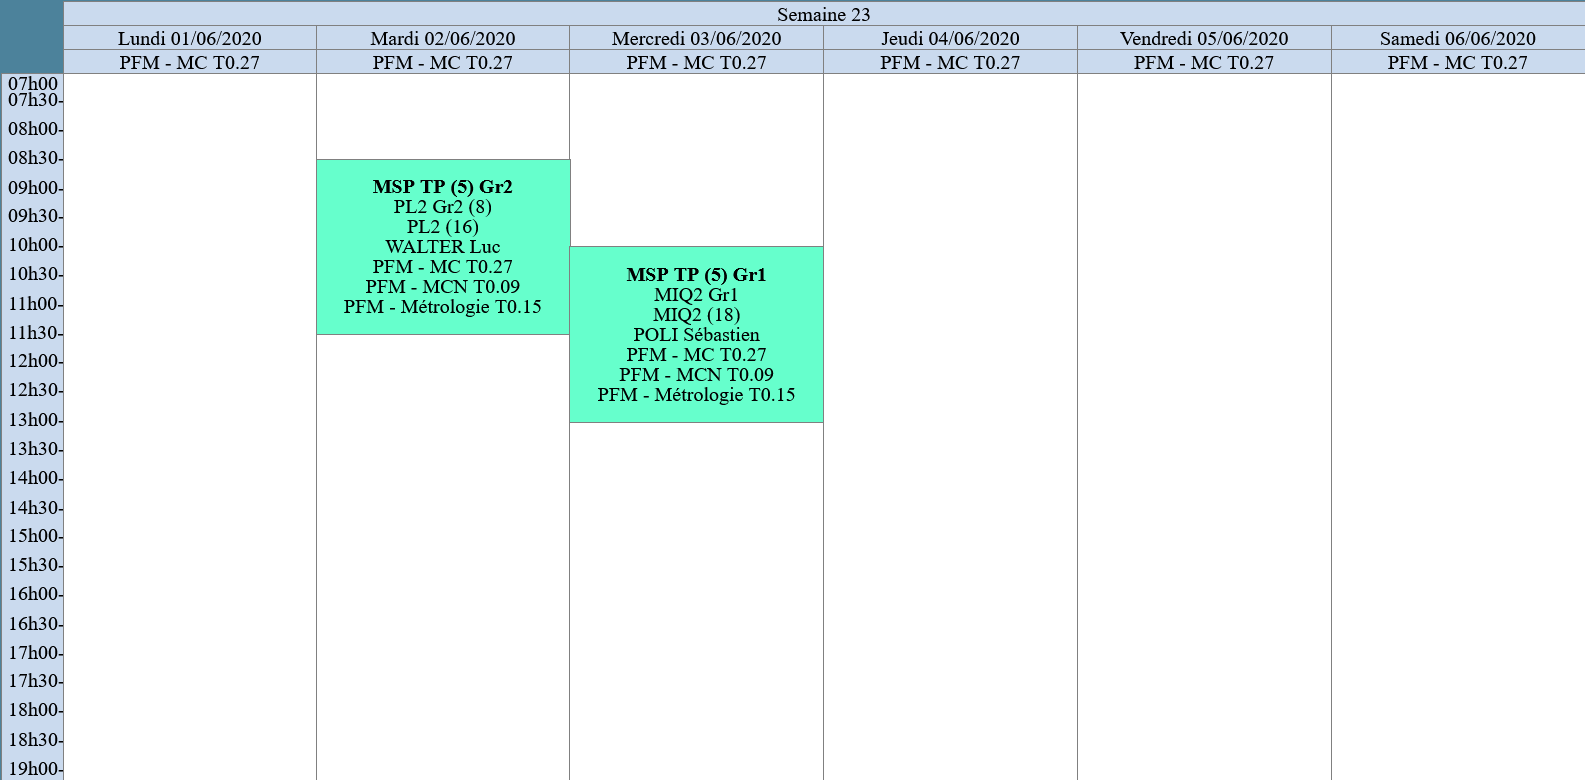 Semaine 23
Lundi 01/06/2020 Mardi 02/06/2020 Mercredi 03/06/2020 Jeudi 04/06/2020 Vendredi 05/06/2020 Samedi 06/06/2020
PFM - MC T0.27 PFM - MC T0.27 PFM - MC T0.27 PFM - MC T0.27 PFM - MC T0.27 PFM - MC T0.27
07h00
07h30
08h00
08h30
09h00
09h30
10h00
10h30
11h00
11h30
12h00
12h30
13h00
13h30
14h00
14h30
15h00
15h30
16h00
16h30
17h00
17h30
18h00
18h30
19h00
MSP TP (5) Gr2
PL2 Gr2 (8)
PL2 (16)
WALTER Luc
PFM - MC T0.27
PFM - MCN T0.09
PFM - Métrologie T0.15
MSP TP (5) Gr1
MIQ2 Gr1
MIQ2 (18)
POLI Sébastien
PFM - MC T0.27
PFM - MCN T0.09
PFM - Métrologie T0.15